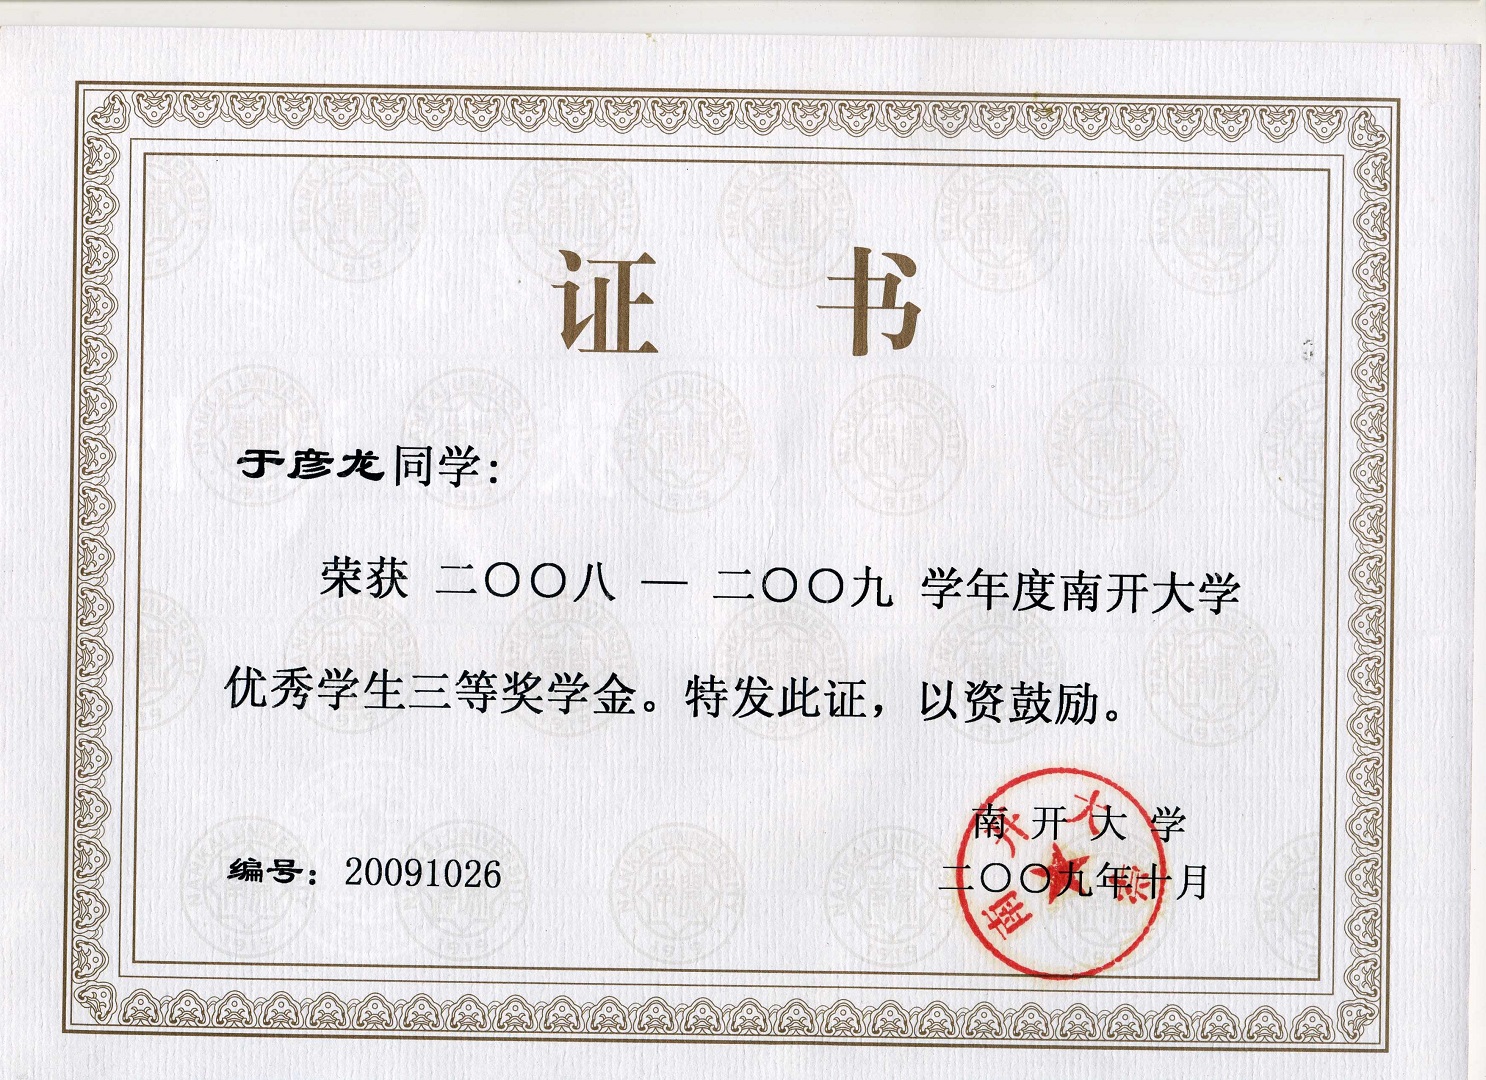 证 书
于彦龙同学：
荣获 二〇〇八 — 二〇〇九 学年度南开大学
优秀学生三等奖学金。特发此证，以资鼓励。
南 开 大 学
编号：20091026
二〇〇九年十月
南开大学
NANKAI UNIVERSITY
1919